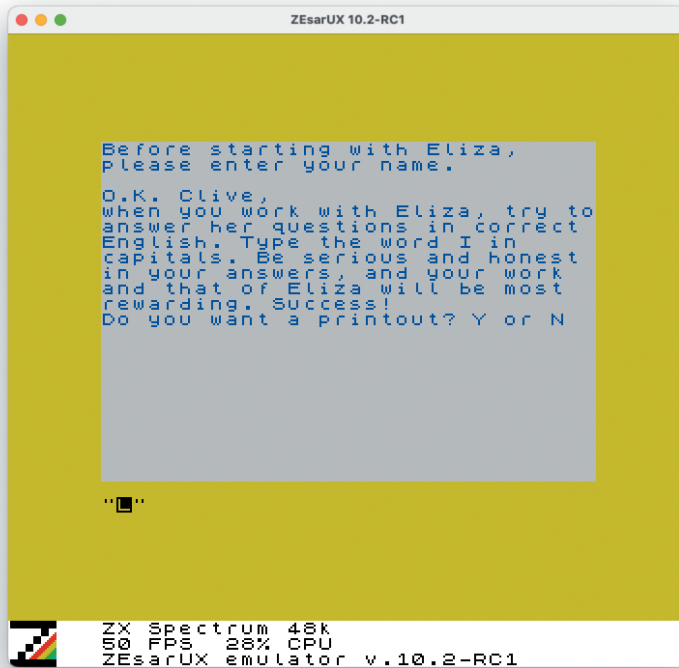 ZEsarUX 10.2-RC1
Before starting with Eliza,
please enter your name.
O.K. Clive,
when you work with Eliza, try to
answer her questions in correct
English. Type the word I in
capitals. Be serious and honest
in your answers, and your work
and that of Eliza will be most
rewarding. Success!
Do you want a printout? Y or N
"L"
ZX Spectrum 48k
50 FPS 28% CPU
ZEsarUX emulator v.10.2-RC1